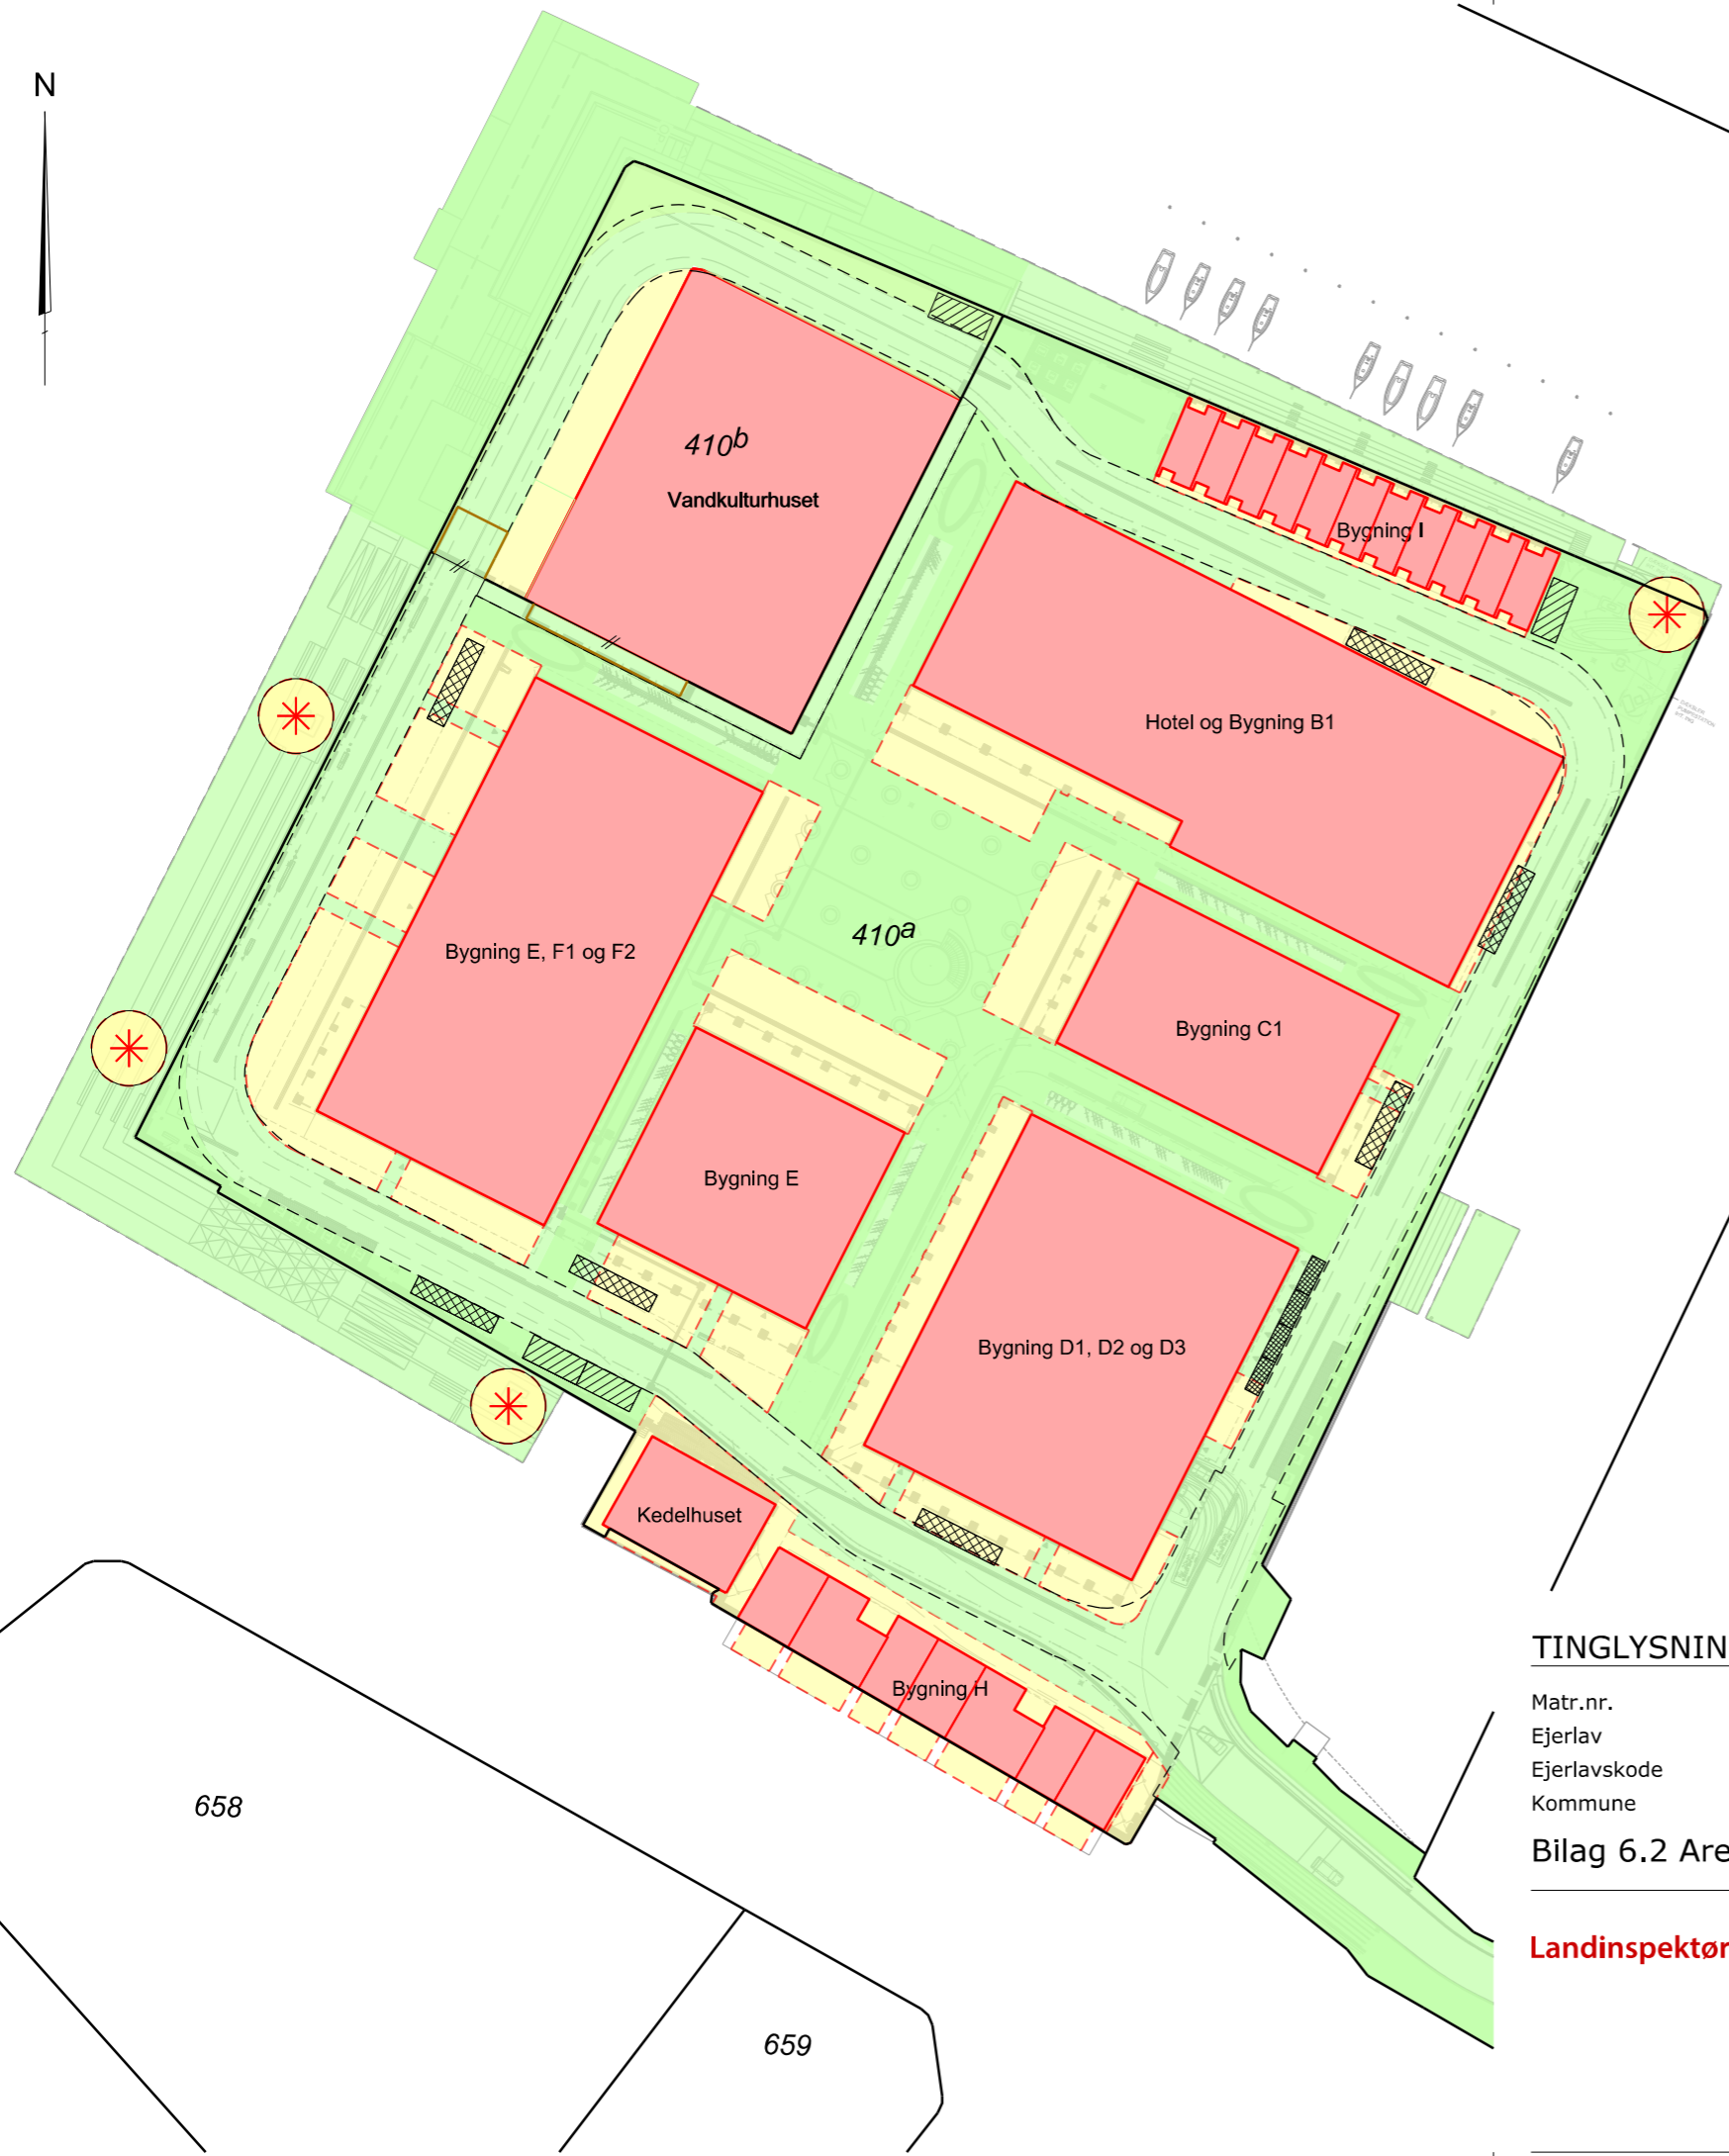 N
410b
Vandkulturhuset
Bygning I
Hotel og Bygning B1
Bygning E, F1 og F2
410a
Bygning C1
Bygning E
Bygning D1, D2 og D3
Kedelhuset
Bygning H
658
659
TINGLYSNIN
Matr.nr.
Ejerlav
Ejerlavskode
Kommune
Bilag 6.2 Are
Landinspektør